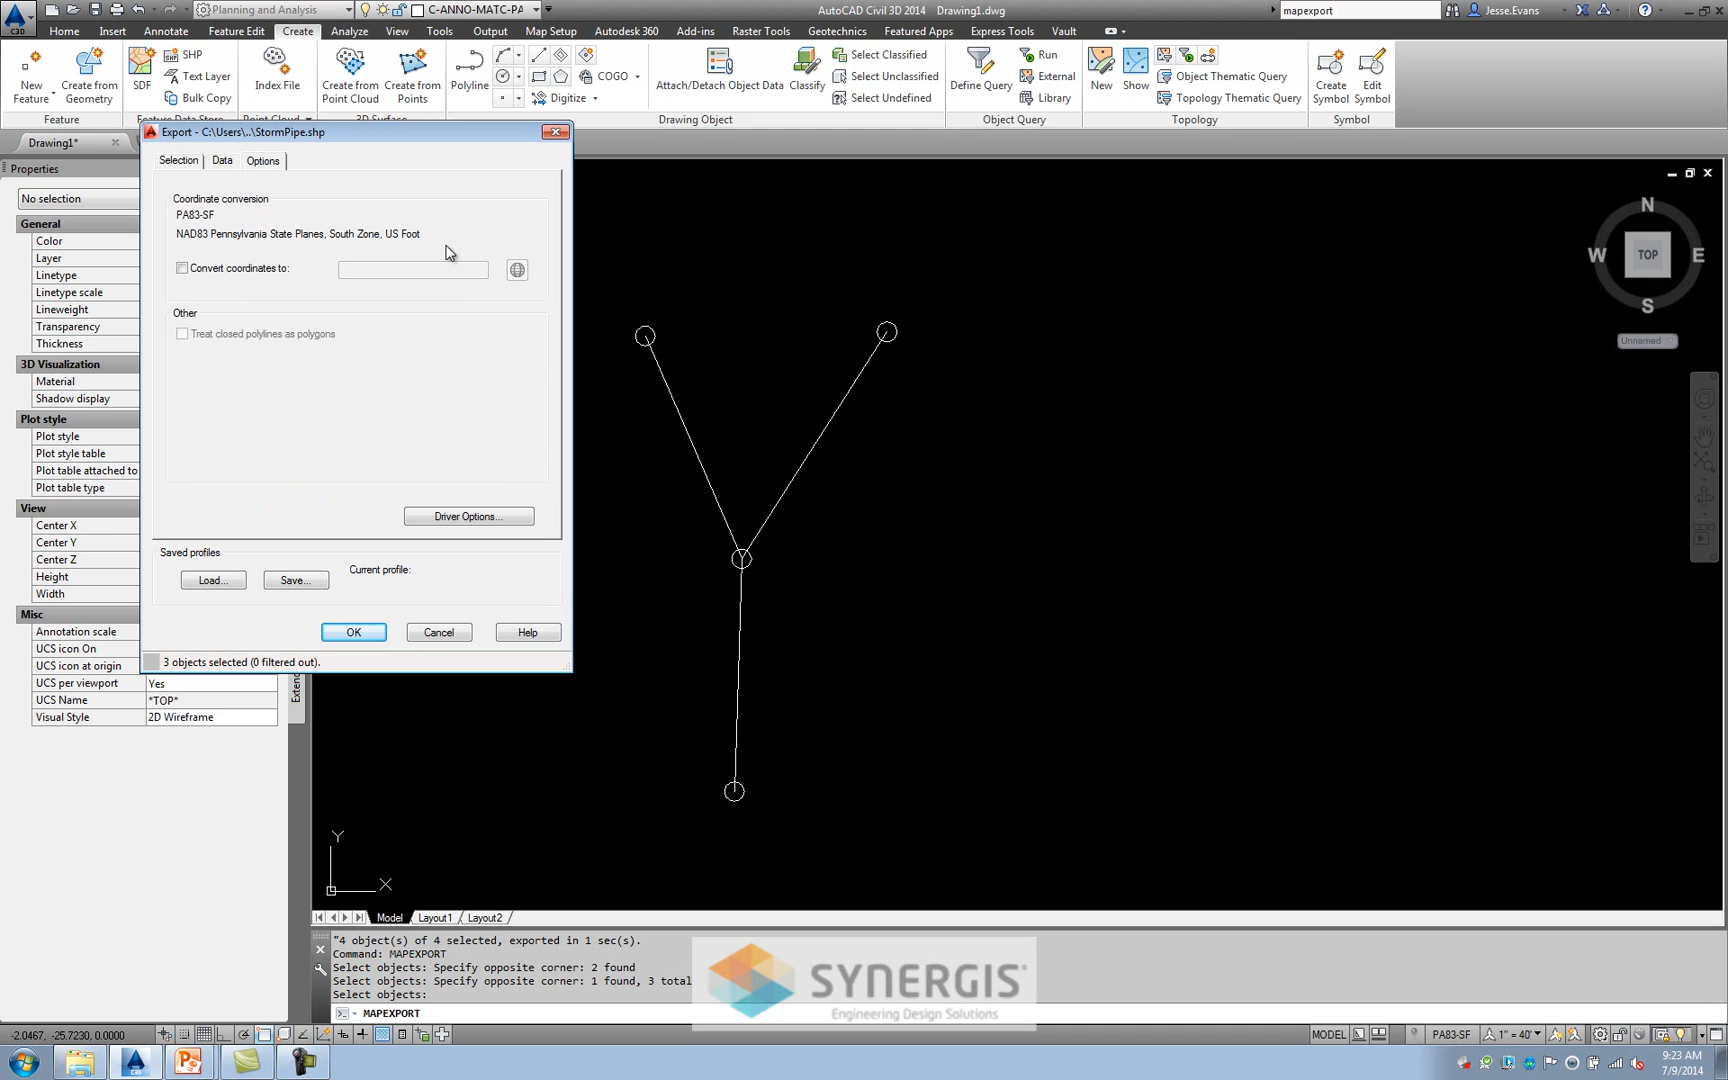 Planning and Analysis
C-ANNO-MATC-PA
AutoCAD Civil 3D 2014 Drawing1.dwg
mapexport
Jesse.Evans
C3D
Home Insert Annotate Feature Edit Create Analyze View Tools Output Map Setup Autodesk 360 Add-ins Raster Tools Geotechnics Featured Apps Express Tools Vault
New Feature
Create from Geometry
Feature
SDF
SHP
Text Layer
Bulk Copy
Feature Data Store
Index File
Point Cloud
Create from Point Cloud
Create from Points
3D Surface
Polyline
COGO
Digitize
Attach/Detach Object Data
Classify
Select Classified
Select Unclassified
Select Undefined
Drawing Object
Define Query
Run
External
Library
Object Query
New
Show
Object Thematic Query
Topology Thematic Query
Topology
Create Symbol
Edit Symbol
Symbol
Drawing1*
Properties
No selection
General
Color
Layer
Linetype
Linetype scale
Lineweight
Transparency
Thickness
3D Visualization
Material
Shadow display
Plot style
Plot style
Plot style table
Plot table attached to
Plot table type
View
Center X
Center Y
Center Z
Height
Width
Misc
Annotation scale
UCS icon On
UCS icon at origin
UCS per viewport Yes
UCS Name *TOP*
Visual Style 2D Wireframe
Export - C:\Users\..\StormPipe.shp
Selection Data Options
Coordinate conversion
PA83-SF
NAD83 Pennsylvania State Planes, South Zone, US Foot
Convert coordinates to:
Other
Treat closed polylines as polygons
Driver Options...
Saved profiles
Load... Save... Current profile:
OK Cancel Help
3 objects selected (0 filtered out).
Exten
N
W TOP E
S
Unnamed
Y
X
Model Layout1 Layout2
"4 object(s) of 4 selected, exported in 1 sec(s).
Command: MAPEXPORT
Select objects: Specify opposite corner: 2 found
Select objects: Specify opposite corner: 1 found, 3 total
Select objects:
MAPEXPORT
SYNERGIS
Engineering Design Solutions
-2.0467, -25.7230, 0.0000
MODEL
PA83-SF
1" = 40'
9:23 AM
7/9/2014